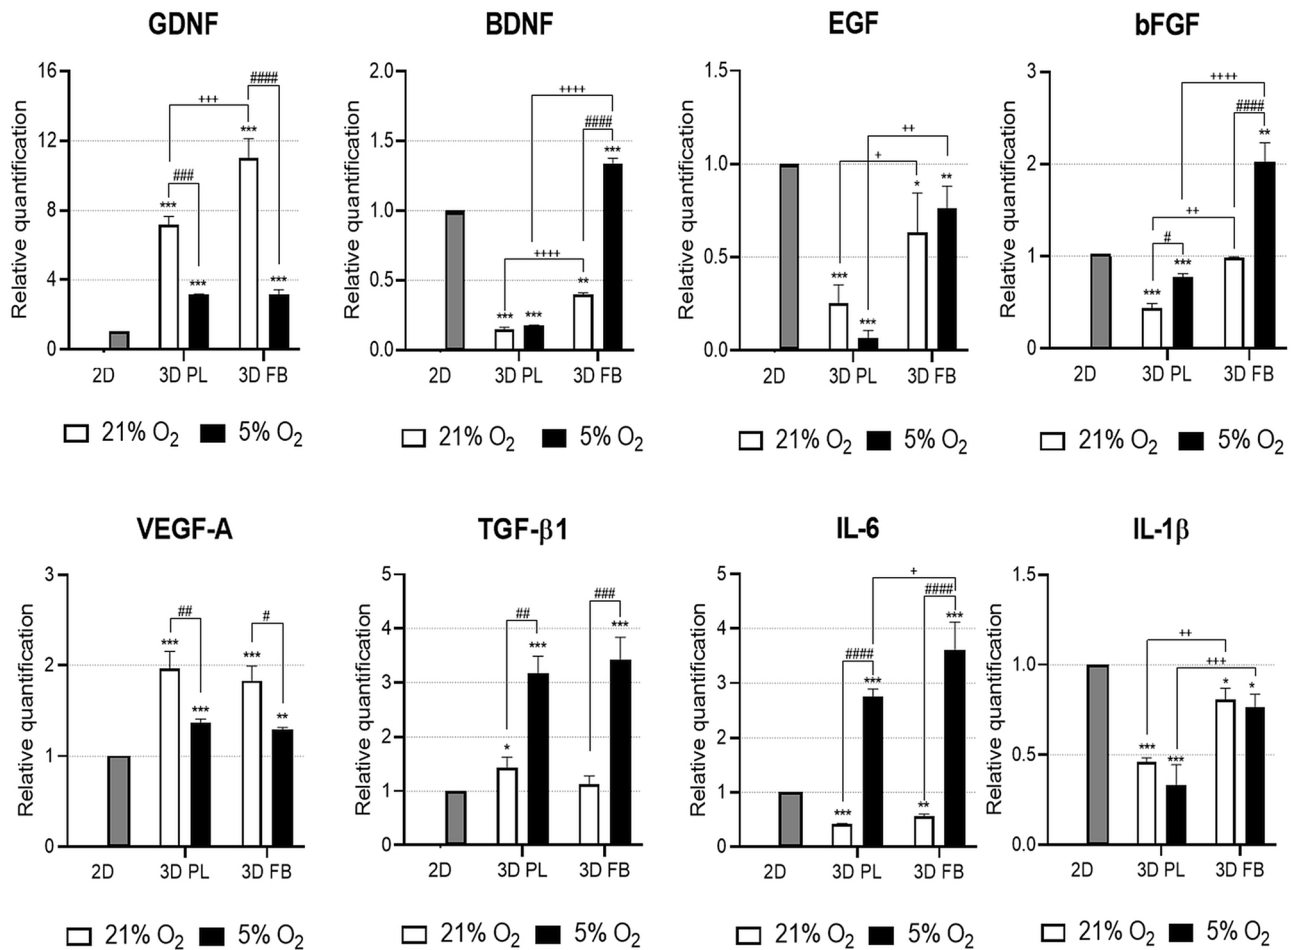 GDNF
Relative quantification
16
12
8
4
0
***
###
***
+++
***
####
***
2D
3D PL
3D FB
21% O₂
5% O₂
BDNF
Relative quantification
2.0
1.5
1.0
0.5
0.0
++++
####
***
++++
**
***
***
2D
3D PL
3D FB
21% O₂
5% O₂
EGF
Relative quantification
1.5
1.0
0.5
0.0
++
+
*
**
***
***
2D
3D PL
3D FB
21% O₂
5% O₂
bFGF
Relative quantification
3
2
1
0
++++
####
**
++
#
***
***
2D
3D PL
3D FB
21% O₂
5% O₂
VEGF-A
Relative quantification
3
2
1
0
##
#
***
***
***
**
2D
3D PL
3D FB
21% O₂
5% O₂
TGF-β1
Relative quantification
5
4
3
2
1
0
###
##
***
***
*
2D
3D PL
3D FB
21% O₂
5% O₂
IL-6
Relative quantification
5
4
3
2
1
0
+
####
***
####
***
***
**
2D
3D PL
3D FB
21% O₂
5% O₂
IL-1β
Relative quantification
1.5
1.0
0.5
0.0
++
+++
*
*
***
***
2D
3D PL
3D FB
21% O₂
5% O₂